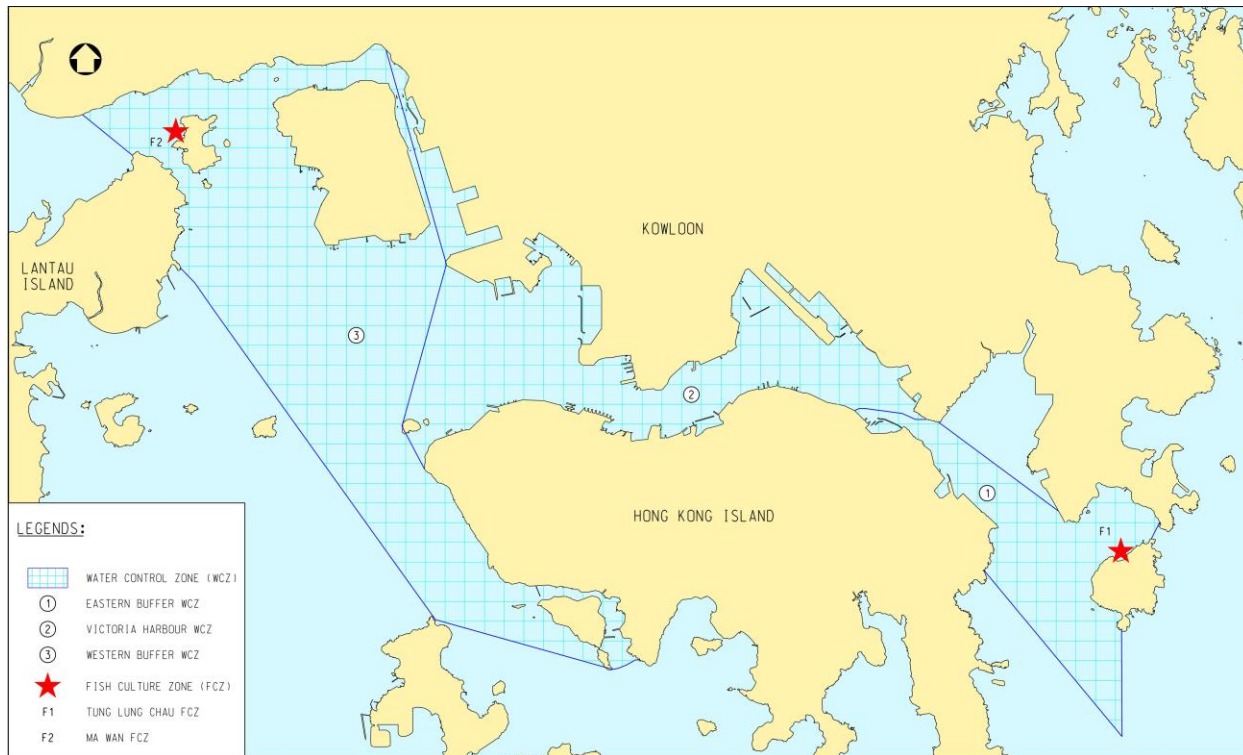 F2
KOWLOON
LANTAU
ISLAND
3
2
1
HONG KONG ISLAND
F1
LEGENDS:
WATER CONTROL ZONE (WCZ)
1 EASTERN BUFFER WCZ
2 VICTORIA HARBOUR WCZ
3 WESTERN BUFFER WCZ
FISH CULTURE ZONE (FCZ)
F1 TUNG LUNG CHAU FCZ
F2 MA WAN FCZ